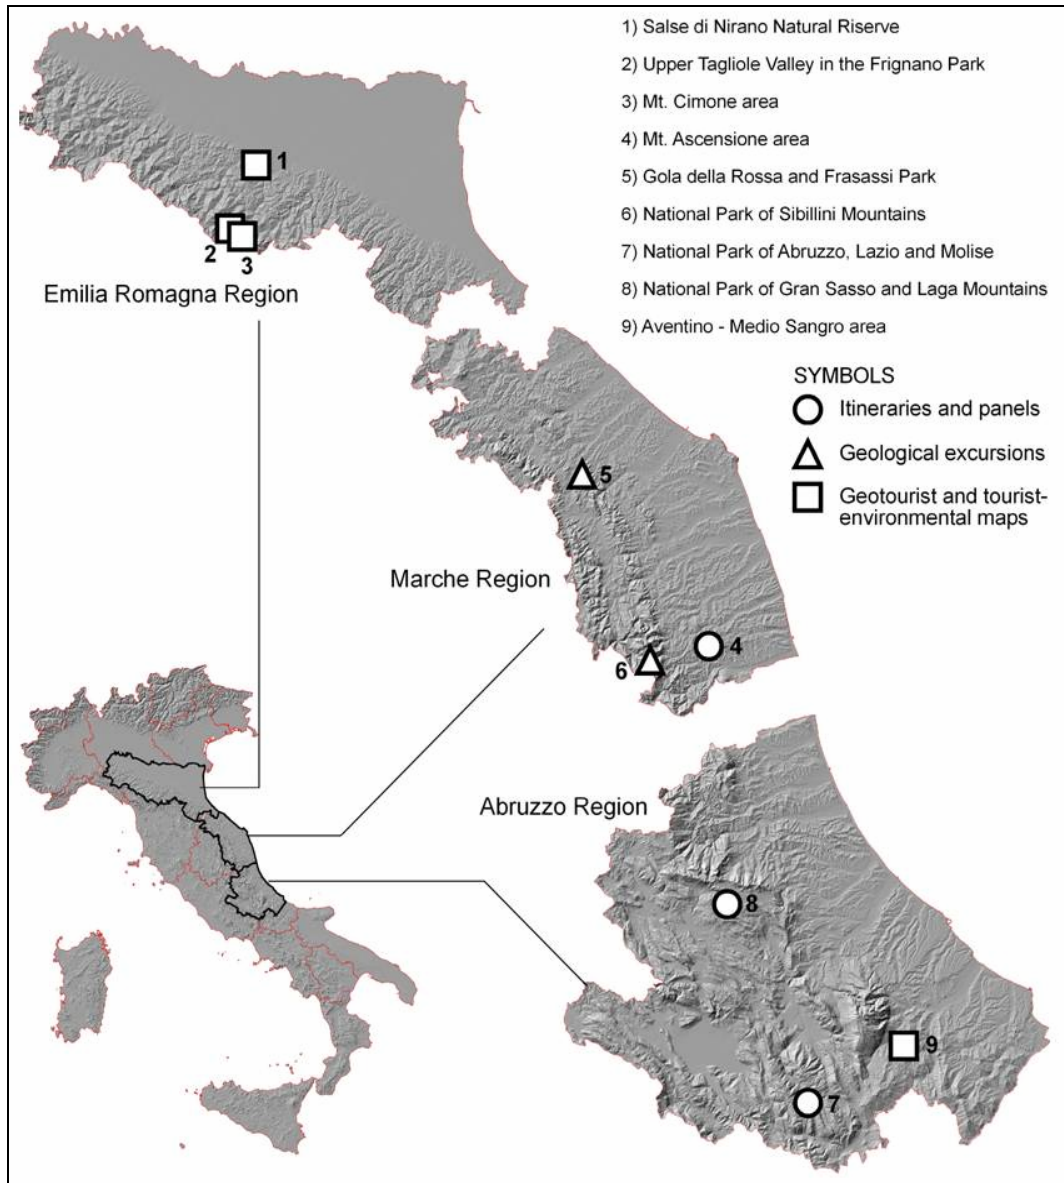 1) Salse di Nirano Natural Riserve
2) Upper Tagliole Valley in the Frignano Park
3) Mt. Cimone area
4) Mt. Ascensione area
5) Gola della Rossa and Frasassi Park
6) National Park of Sibillini Mountains
7) National Park of Abruzzo, Lazio and Molise
8) National Park of Gran Sasso and Laga Mountains
9) Aventino - Medio Sangro area
SYMBOLS
Itineraries and panels
Geological excursions
Geotourist and tourist-
environmental maps
1
2
3
Emilia Romagna Region
5
Marche Region
4
6
Abruzzo Region
8
9
7